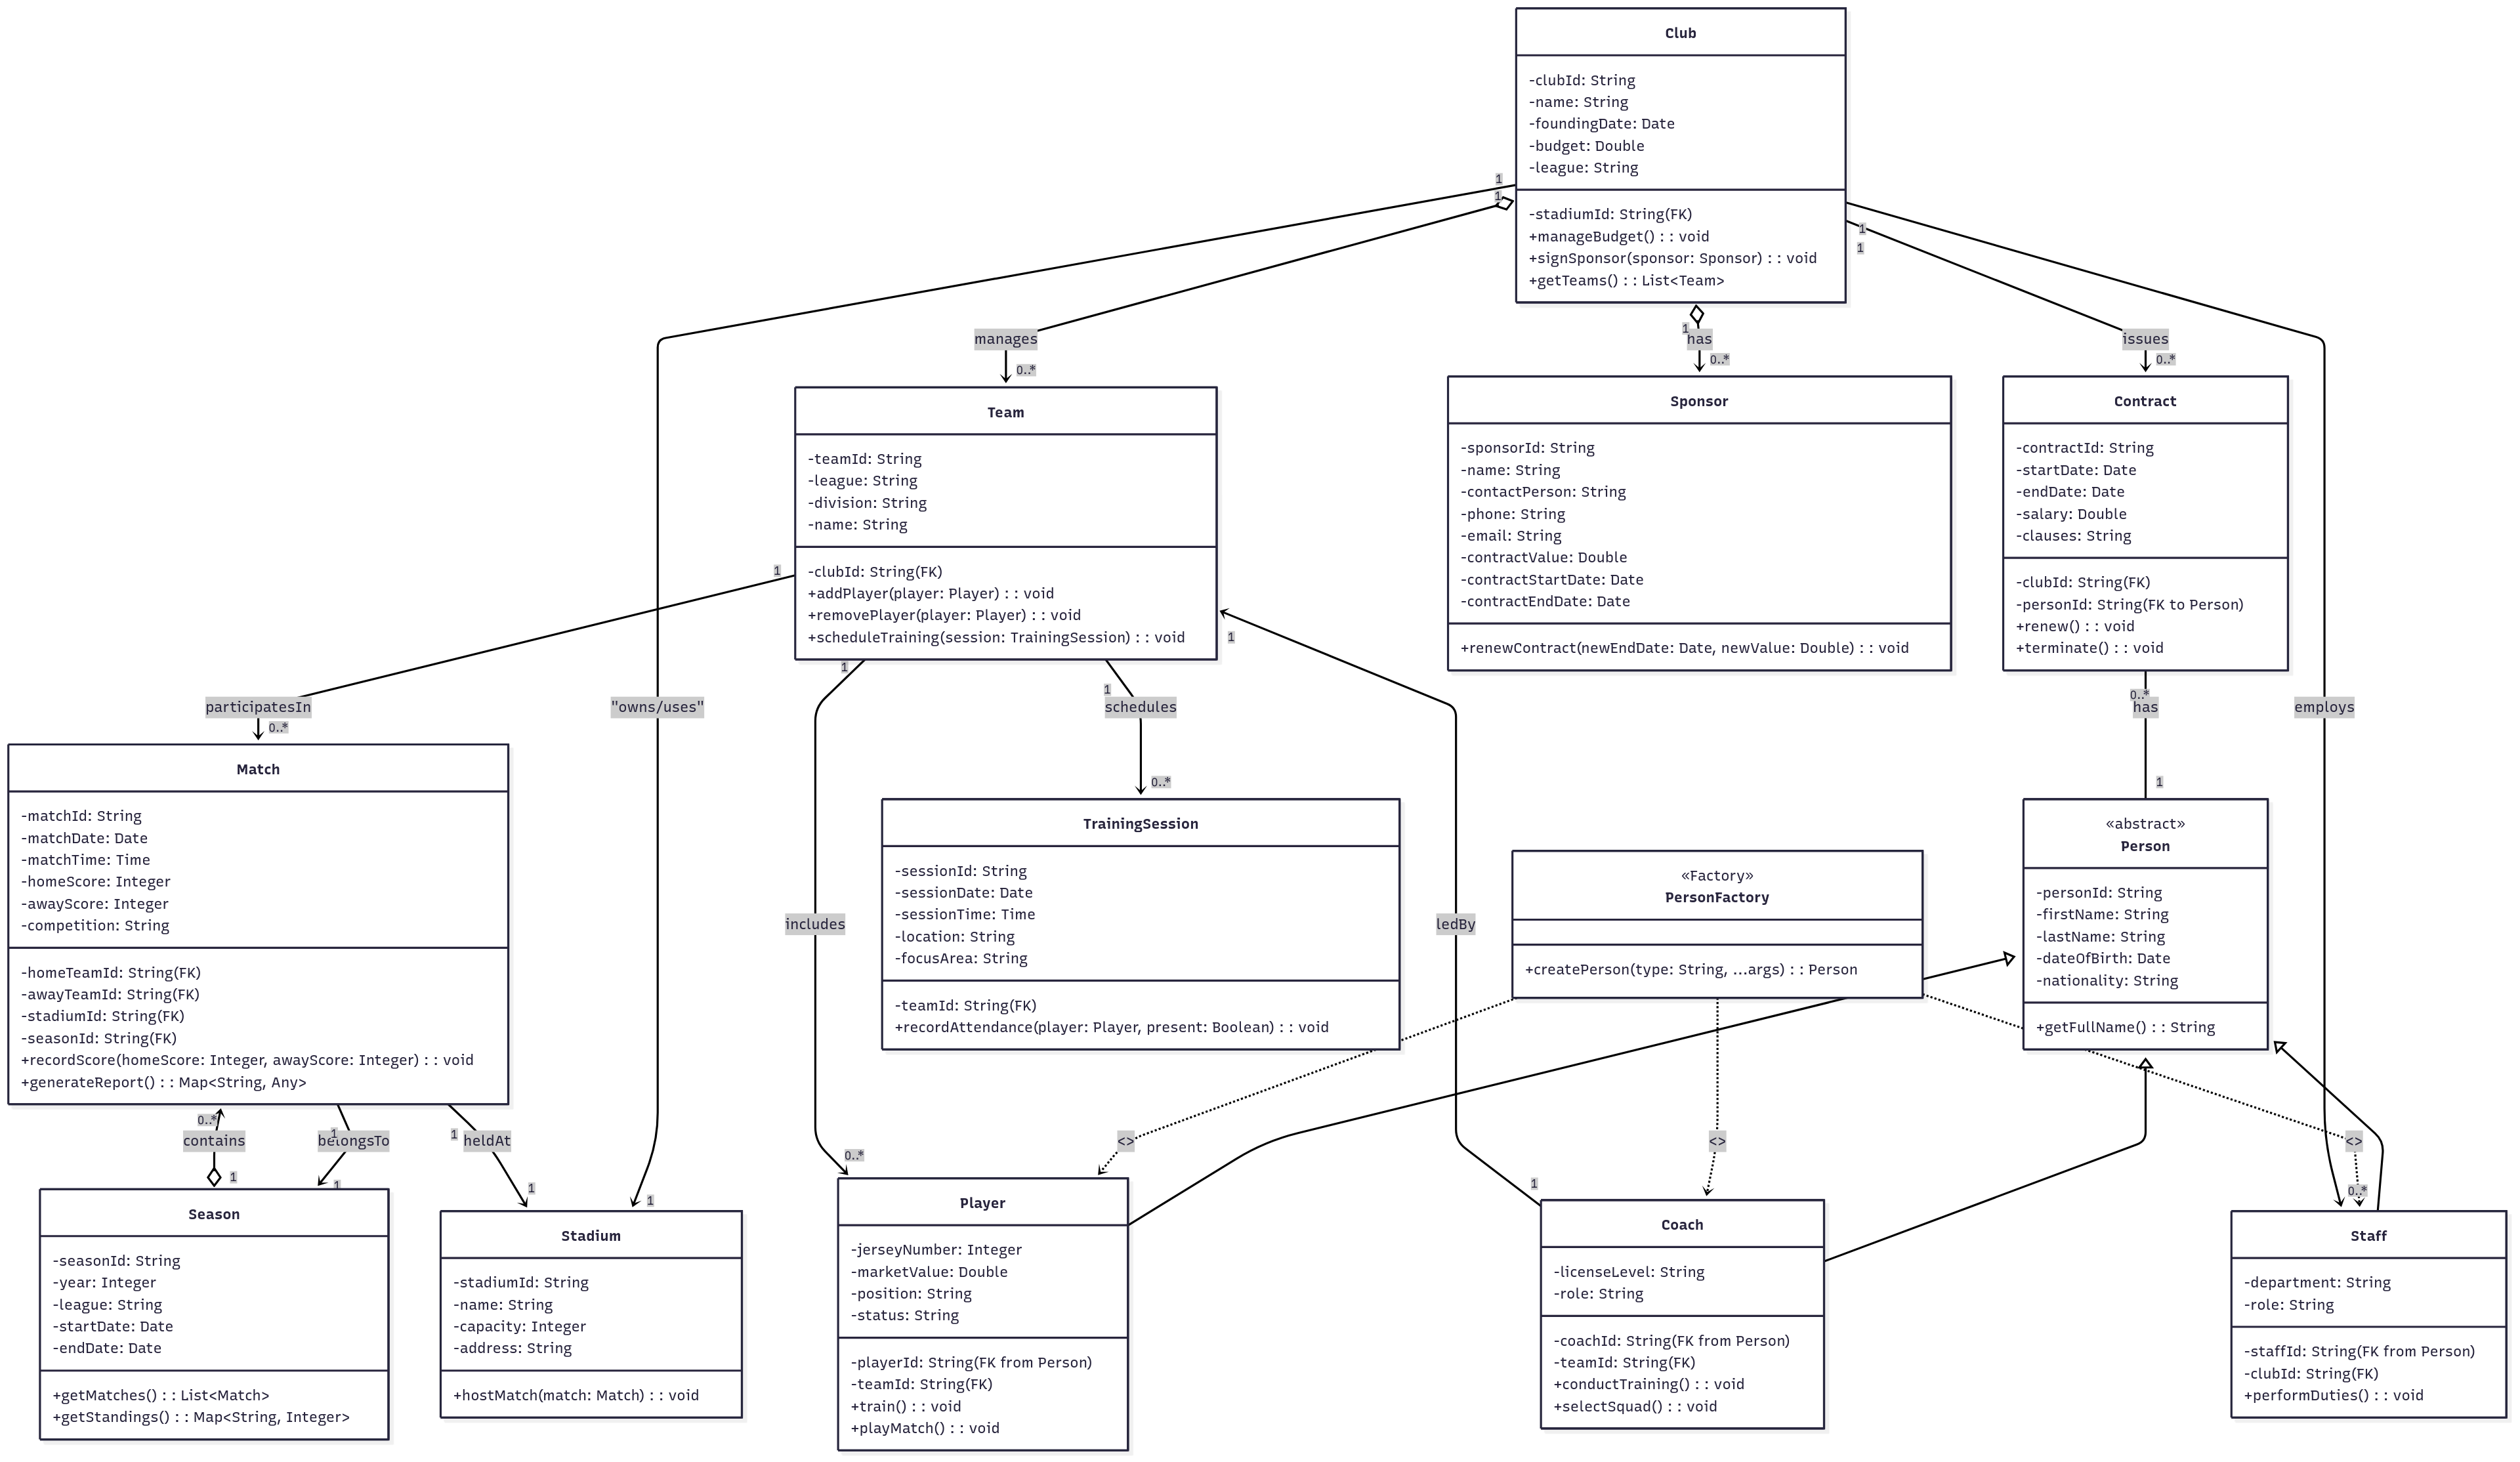 Club
-clubId: String
-name: String
-foundingDate: Date
-budget: Double
-league: String
-stadiumId: String(FK)
+manageBudget() : : void
+signSponsor(sponsor: Sponsor) : : void
+getTeams() : : List<Team>
1
1
1
1
1
manages
0..*
has
0..*
issues
0..*
"owns/uses"
employs
Team
-teamId: String
-league: String
-division: String
-name: String
-clubId: String(FK)
+addPlayer(player: Player) : : void
+removePlayer(player: Player) : : void
+scheduleTraining(session: TrainingSession) : : void
Sponsor
-sponsorId: String
-name: String
-contactPerson: String
-phone: String
-email: String
-contractValue: Double
-contractStartDate: Date
-contractEndDate: Date
+renewContract(newEndDate: Date, newValue: Double) : : void
Contract
-contractId: String
-startDate: Date
-endDate: Date
-salary: Double
-clauses: String
-clubId: String(FK)
-personId: String(FK to Person)
+renew() : : void
+terminate() : : void
1
1
1
1
participatesIn
0..*
schedules
0..*
includes
0..*
ledBy
1
0..*
has
1
Match
-matchId: String
-matchDate: Date
-matchTime: Time
-homeScore: Integer
-awayScore: Integer
-competition: String
-homeTeamId: String(FK)
-awayTeamId: String(FK)
-stadiumId: String(FK)
-seasonId: String(FK)
+recordScore(homeScore: Integer, awayScore: Integer) : : void
+generateReport() : : Map<String, Any>
TrainingSession
-sessionId: String
-sessionDate: Date
-sessionTime: Time
-location: String
-focusArea: String
-teamId: String(FK)
+recordAttendance(player: Player, present: Boolean) : : void
«Factory»
PersonFactory
+createPerson(type: String, ...args) : : Person
«abstract»
Person
-personId: String
-firstName: String
-lastName: String
-dateOfBirth: Date
-nationality: String
+getFullName() : : String
0..*
contains
1
1
belongsTo
1
1
heldAt
1
1
<>
<>
<>
0..*
Season
-seasonId: String
-year: Integer
-league: String
-startDate: Date
-endDate: Date
+getMatches() : : List<Match>
+getStandings() : : Map<String, Integer>
Stadium
-stadiumId: String
-name: String
-capacity: Integer
-address: String
+hostMatch(match: Match) : : void
Player
-jerseyNumber: Integer
-marketValue: Double
-position: String
-status: String
-playerId: String(FK from Person)
-teamId: String(FK)
+train() : : void
+playMatch() : : void
Coach
-licenseLevel: String
-role: String
-coachId: String(FK from Person)
-teamId: String(FK)
+conductTraining() : : void
+selectSquad() : : void
Staff
-department: String
-role: String
-staffId: String(FK from Person)
-clubId: String(FK)
+performDuties() : : void